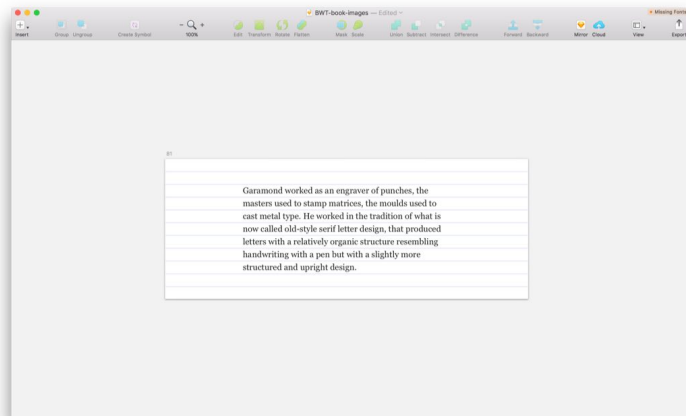 BWT-book-images — Edited
Missing Fonts
Insert
Group Ungroup
Create Symbol
100%
Edit Transform Rotate Flatten
Mask Scale
Union Subtract Intersect Difference
Forward Backward
Mirror Cloud
View
Export
Garamond worked as an engraver of punches, the
masters used to stamp matrices, the moulds used to
cast metal type. He worked in the tradition of what is
now called old-style serif letter design, that produced
letters with a relatively organic structure resembling
handwriting with a pen but with a slightly more
structured and upright design.